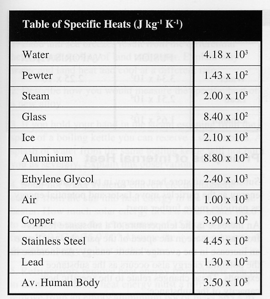 Table of Specific Heats (J kg⁻¹ K⁻¹)
Water 4.18 x 10³
Pewter 1.43 x 10²
Steam 2.00 x 10³
Glass 8.40 x 10²
Ice 2.10 x 10³
Aluminium 8.80 x 10²
Ethylene Glycol 2.40 x 10³
Air 1.00 x 10³
Copper 3.90 x 10²
Stainless Steel 4.45 x 10²
Lead 1.30 x 10²
Av. Human Body 3.50 x 10³